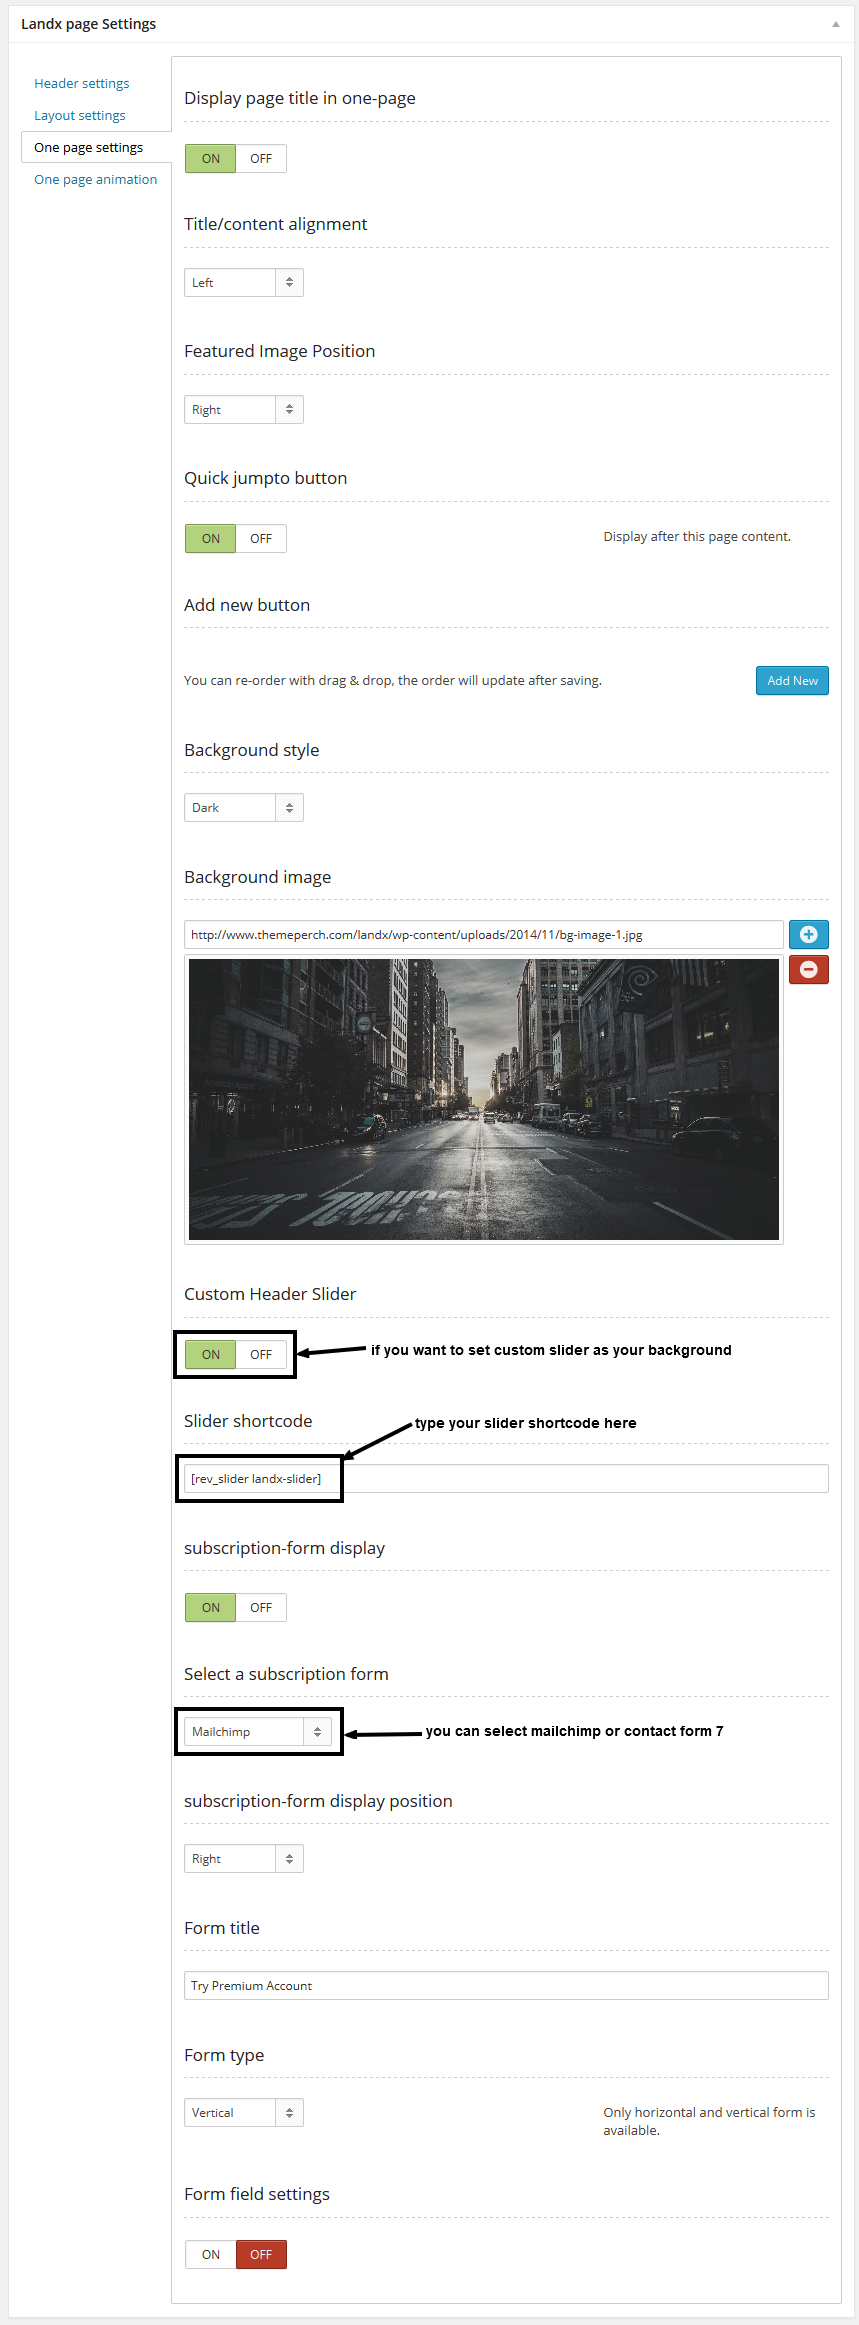 Landx page Settings
Header settings
Layout settings
One page settings
One page animation
Display page title in one-page
ON OFF
Title/content alignment
Left
Featured Image Position
Right
Quick jumpto button
ON OFF
Display after this page content.
Add new button
You can re-order with drag & drop, the order will update after saving.
Add New
Background style
Dark
Background image
http://www.themeperch.com/landx/wp-content/uploads/2014/11/bg-image-1.jpg
Custom Header Slider
ON OFF
if you want to set custom slider as your background
Slider shortcode
type your slider shortcode here
[rev_slider landx-slider]
subscription-form display
ON OFF
Select a subscription form
Mailchimp
you can select mailchimp or contact form 7
subscription-form display position
Right
Form title
Try Premium Account
Form type
Vertical
Only horizontal and vertical form is
available.
Form field settings
ON OFF